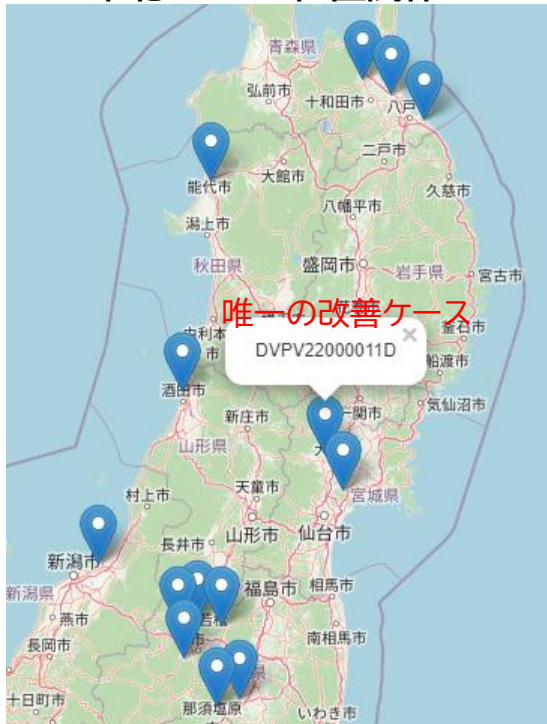 青森県
弘前市
十和田市
八戸
二戸市
大館市
能代市
久慈市
八幡平市
潟上市
秋田県
盛岡市
岩手県
宮古市
唯一の改善ケース
釜石市
DVPV22000011D
×
市
船渡市
酒田市
一関市
気仙沼市
新庄市
山形県
天童市
宮城県
村上市
長井市
山形市
仙台市
新潟市
新潟県
福島市
相馬市
燕市
長岡市
南相馬市
十日町市
那須塩原
いわき市